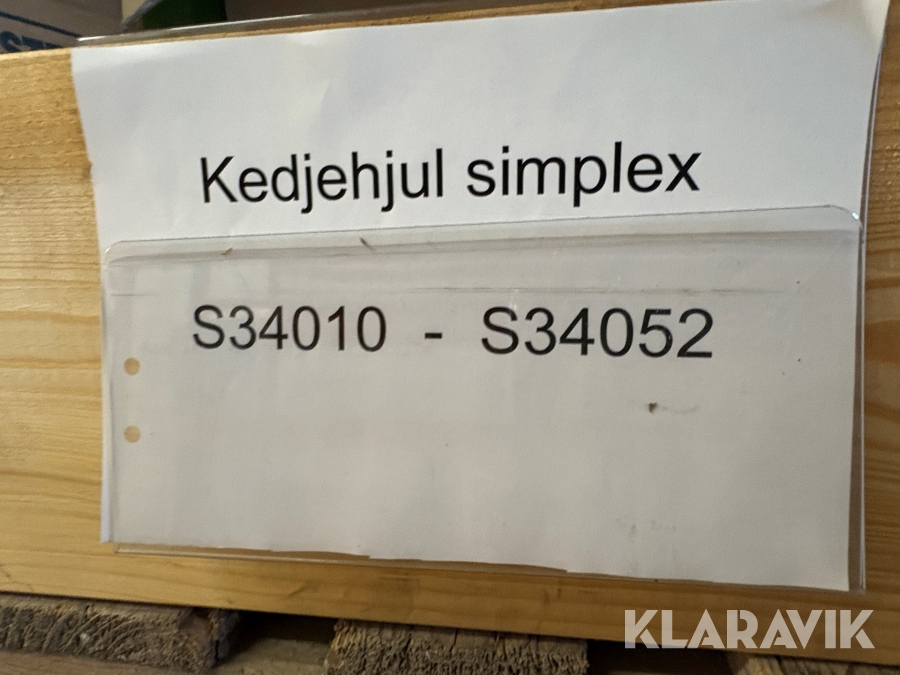 Kedjehjul simplex
S34010 - S34052
KLARAVIK